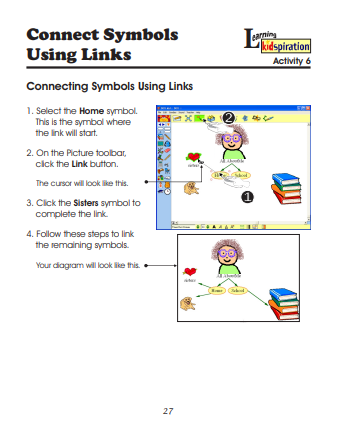 Connect Symbols
Using Links
Learning
kidspiration
Activity 6
Connecting Symbols Using Links
1. Select the Home symbol.
This is the symbol where
the link will start.
2. On the Picture toolbar,
click the Link button.
The cursor will look like this.
3. Click the Sisters symbol to
complete the link.
4. Follow these steps to link
the remaining symbols.
Your diagram will look like this.
2
All About Me
sisters
School
1
All About Me
sisters
Home
School
27